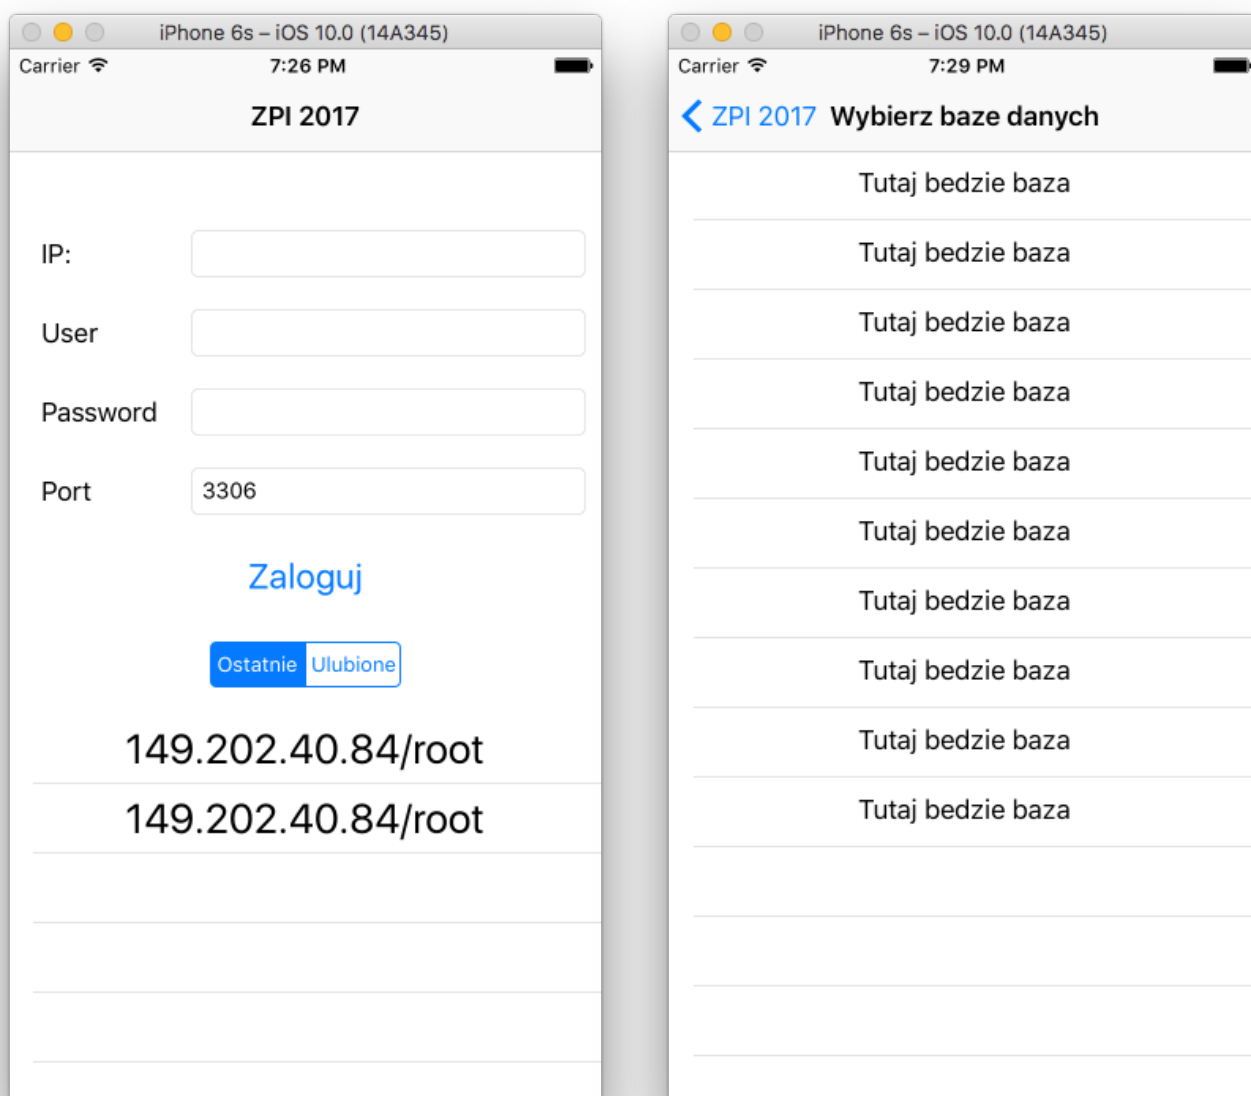 iPhone 6s – iOS 10.0 (14A345)
Carrier 7:26 PM
ZPI 2017
IP:
User
Password
Port 3306
Zaloguj
Ostatnie Ulubione
149.202.40.84/root
149.202.40.84/root
iPhone 6s – iOS 10.0 (14A345)
Carrier 7:29 PM
ZPI 2017 Wybierz baze danych
Tutaj bedzie baza
Tutaj bedzie baza
Tutaj bedzie baza
Tutaj bedzie baza
Tutaj bedzie baza
Tutaj bedzie baza
Tutaj bedzie baza
Tutaj bedzie baza
Tutaj bedzie baza
Tutaj bedzie baza